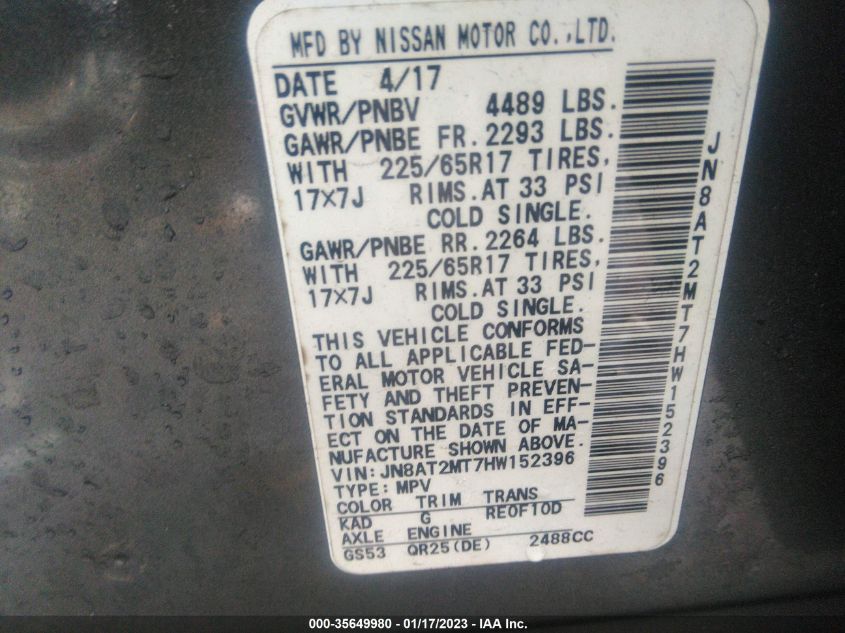 MFD BY NISSAN MOTOR CO.,LTD.
DATE 4/17
GVWR/PNBV 4489 LBS.
GAWR/PNBE FR. 2293 LBS.
WITH 225/65R17 TIRES,
17×7J RIMS.AT 33 PSI
COLD SINGLE.
GAWR/PNBE RR. 2264 LBS.
WITH 225/65R17 TIRES,
17×7J RIMS.AT 33 PSI
COLD SINGLE.
THIS VEHICLE CONFORMS
TO ALL APPLICABLE FED-
ERAL MOTOR VEHICLE SA-
FETY AND THEFT PREVEN-
TION STANDARDS IN EFF-
ECT ON THE DATE OF MA-
NUFACTURE SHOWN ABOVE.
VIN:JN8AT2MT7HW152396
TYPE:MPV
COLOR TRIM TRANS
KAD G RE0F10D
AXLE ENGINE
GS53 QR25(DE) 2488CC
JN8AT2MT7HW152396
000-35649980 - 01/17/2023 - IAA Inc.